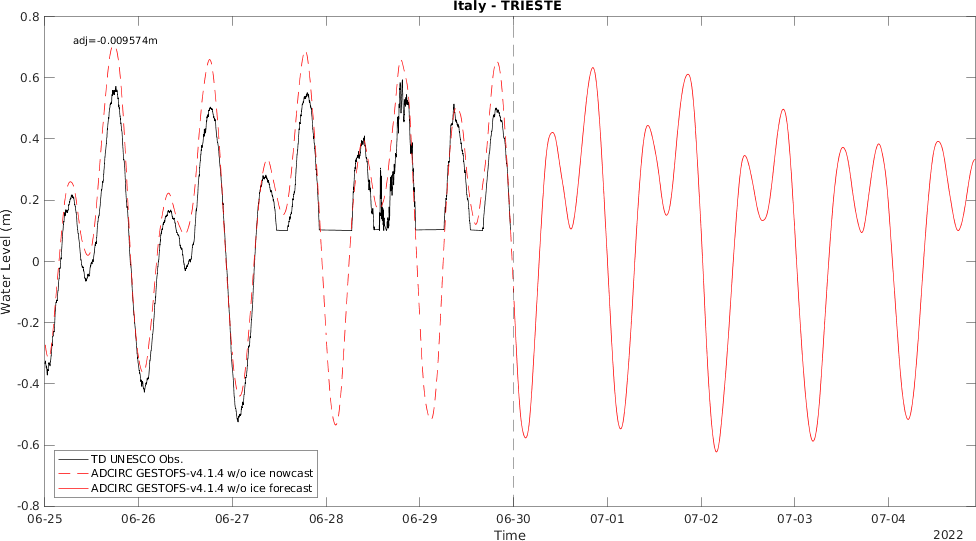 Italy - TRIESTE
adj=-0.009574m
0.8
0.6
0.4
0.2
0
-0.2
-0.4
-0.6
-0.8
Water Level (m)
TD UNESCO Obs.
ADCIRC GESTOFS-v4.1.4 w/o ice nowcast
ADCIRC GESTOFS-v4.1.4 w/o ice forecast
06-25 06-26 06-27 06-28 06-29 06-30 07-01 07-02 07-03 07-04
Time
2022